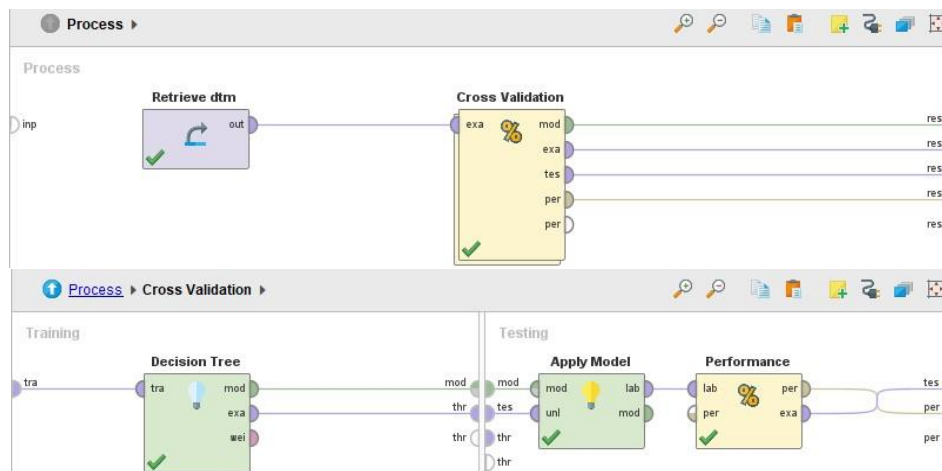 Process
Process
Retrieve dtm
Cross Validation
inp
out
exa
mod
res
exa
res
tes
res
per
res
per
res
Process Cross Validation
Training
Testing
Decision Tree
Apply Model
Performance
tra
tra
mod
mod
mod
mod
lab
lab
per
tes
exa
thr
tes
unl
mod
per
exa
per
wei
thr
thr
per
thr